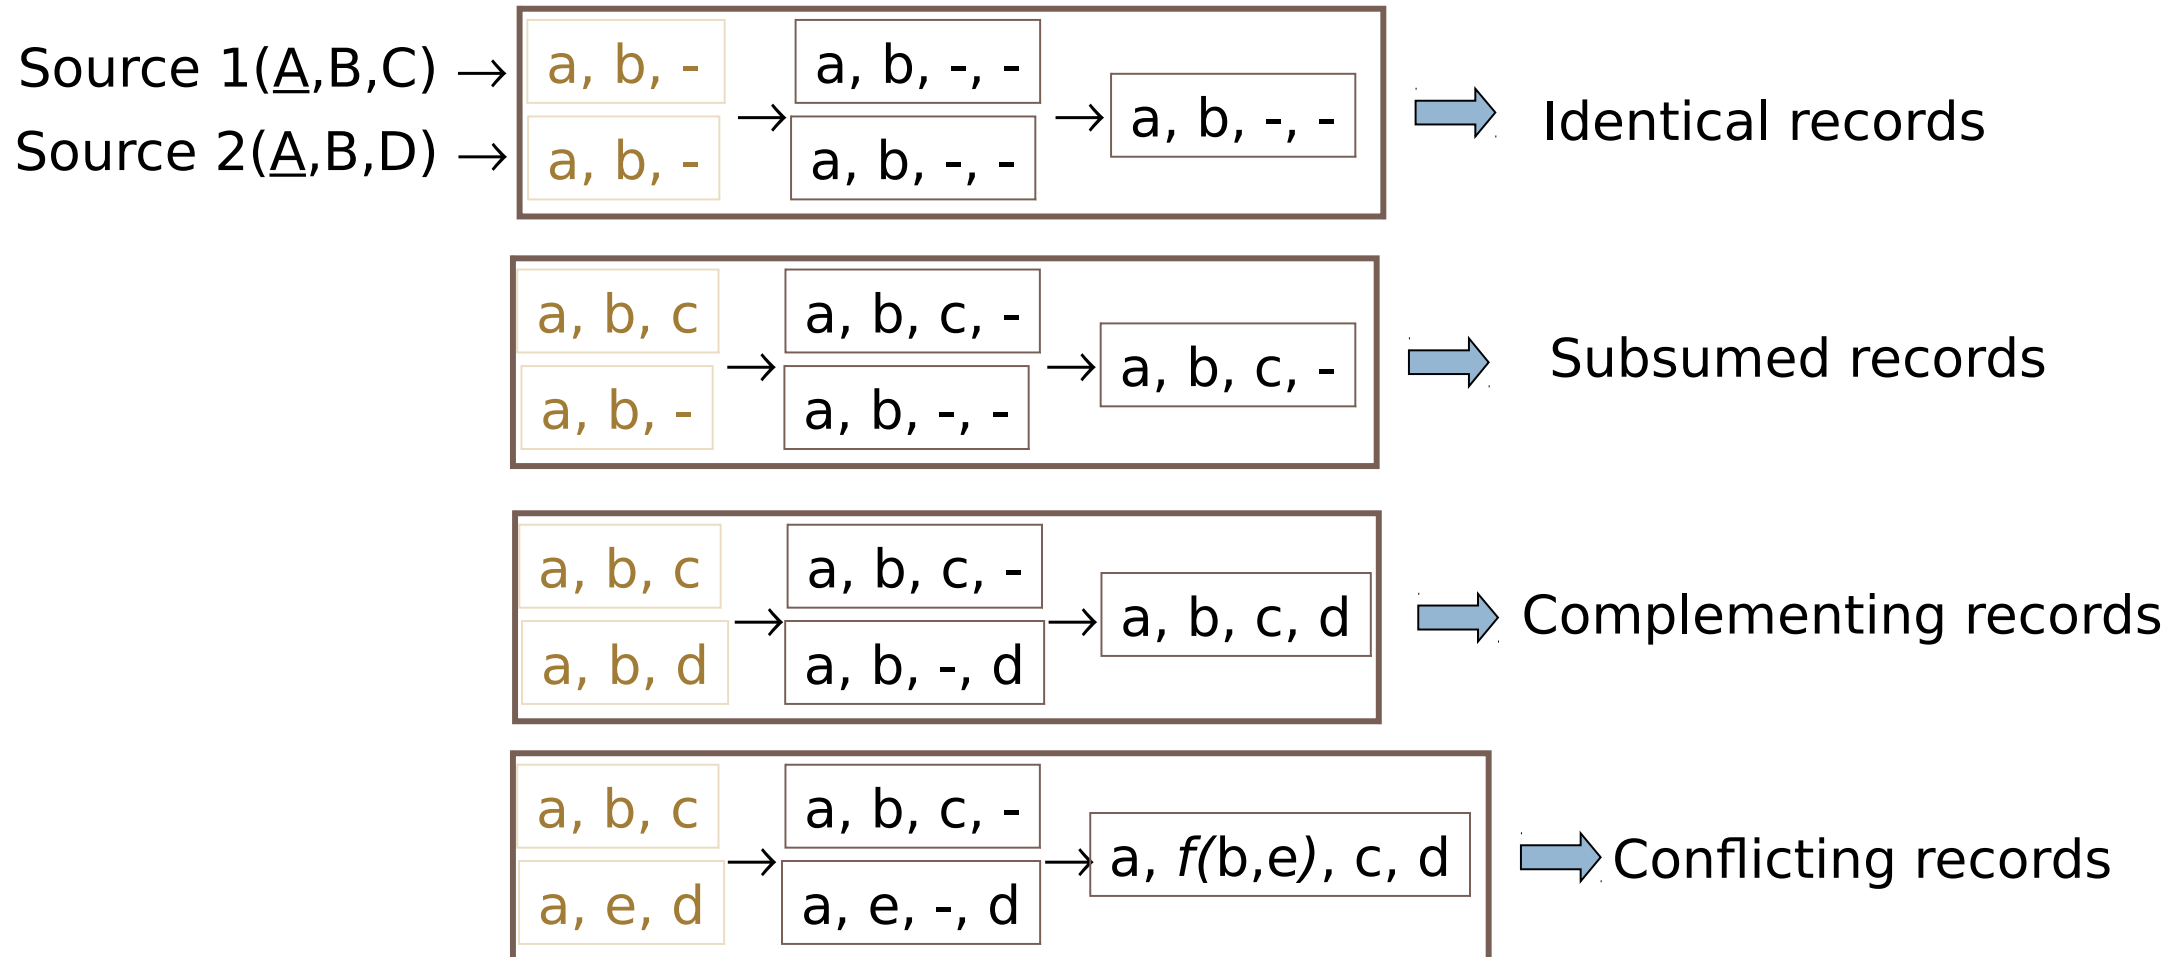 Source 1(A,B,C) →
Source 2(A,B,D) →
a, b, -
a, b, -
→
a, b, -, -
a, b, -, -
→
a, b, -, -
Identical records
a, b, c
a, b, -
→
a, b, c, -
a, b, -, -
→
a, b, c, -
Subsumed records
a, b, c
a, b, d
→
a, b, c, -
a, b, -, d
→
a, b, c, d
Complementing records
a, b, c
a, e, d
→
a, b, c, -
a, e, -, d
→
a, f(b,e), c, d
Conflicting records